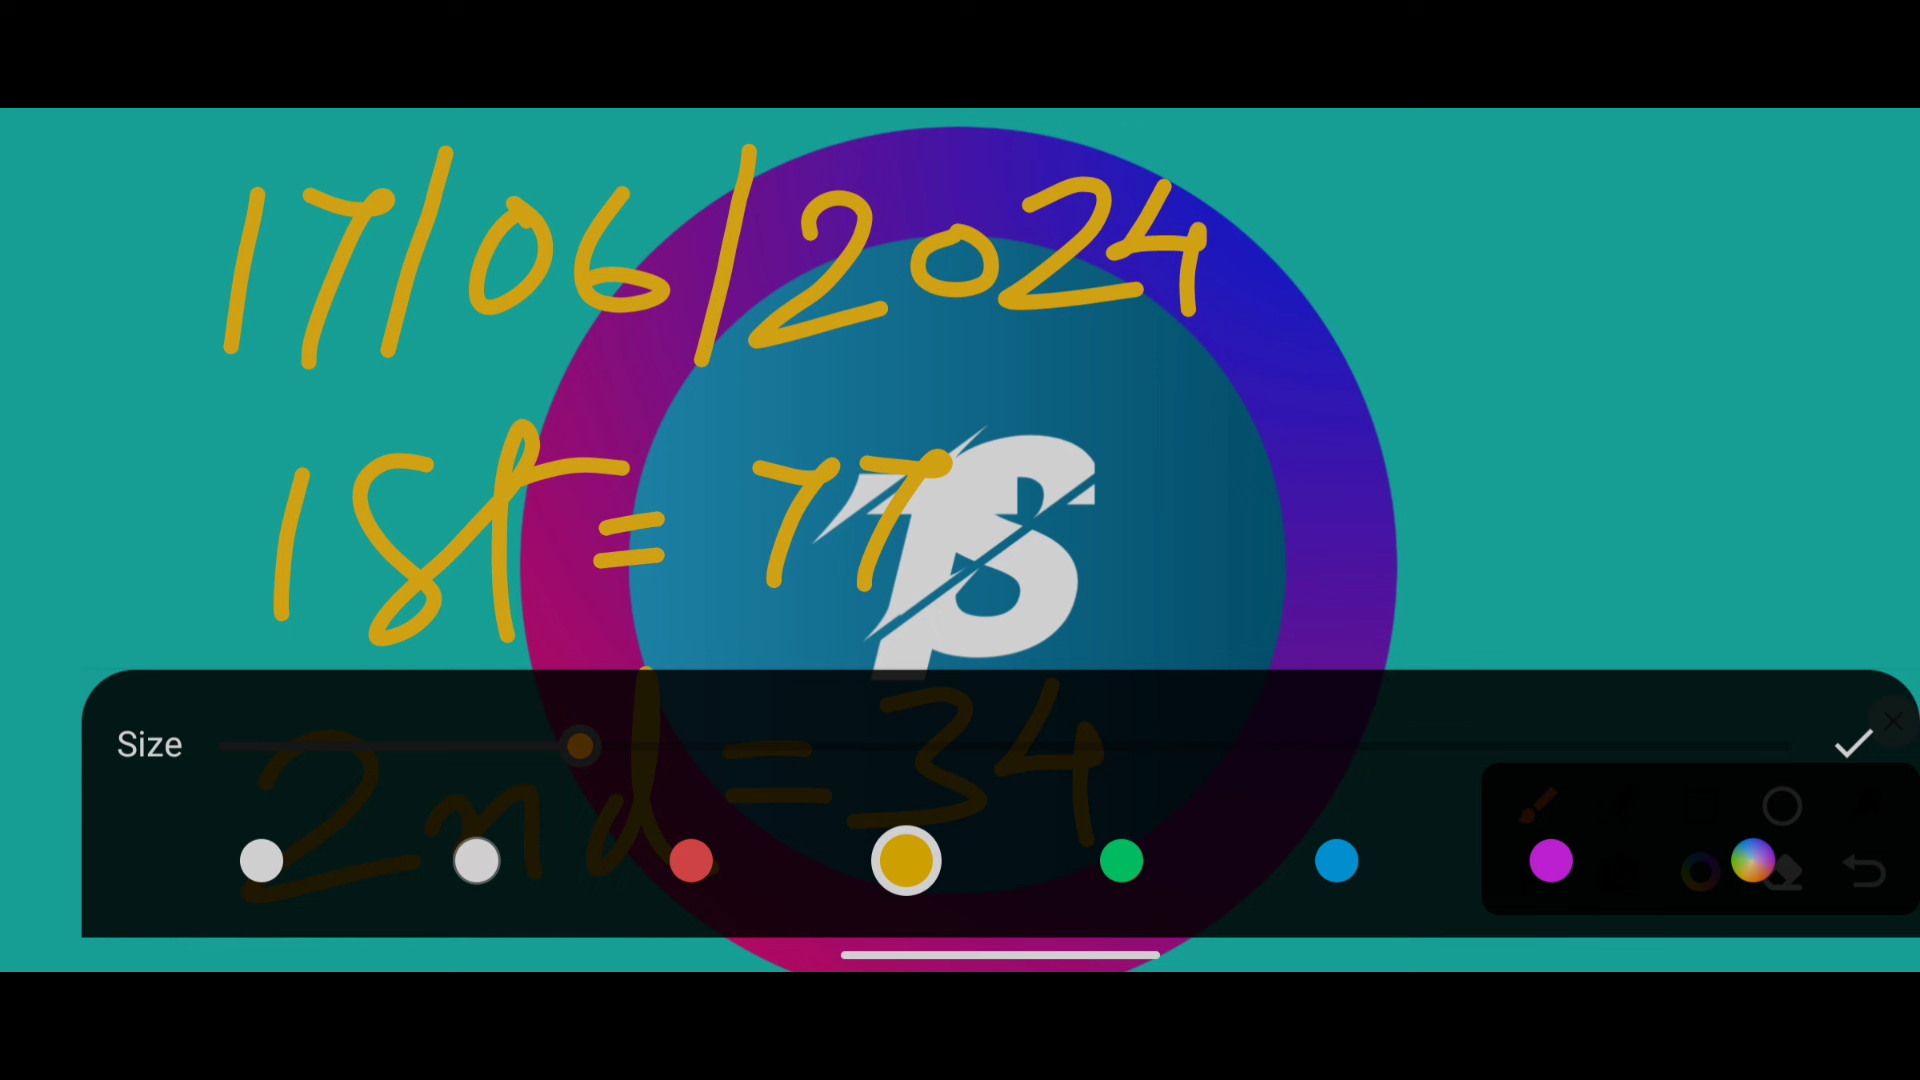 17/06/2024
1st = 77
Size
2nd = 34